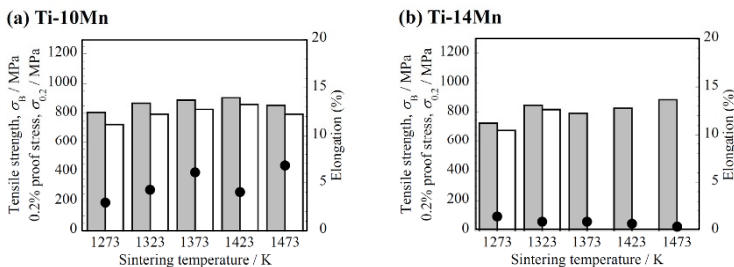 (a) Ti-10Mn
Tensile strength, σB / MPa
0.2% proof stress, σ0.2 / MPa
1200
1000
800
600
400
200
0
20
15
10
5
0
Elongation (%)
1273 1323 1373 1423 1473
Sintering temperature / K
(b) Ti-14Mn
Tensile strength, σB / MPa
0.2% proof stress, σ0.2 / MPa
1200
1000
800
600
400
200
0
20
15
10
5
0
Elongation (%)
1273 1323 1373 1423 1473
Sintering temperature / K